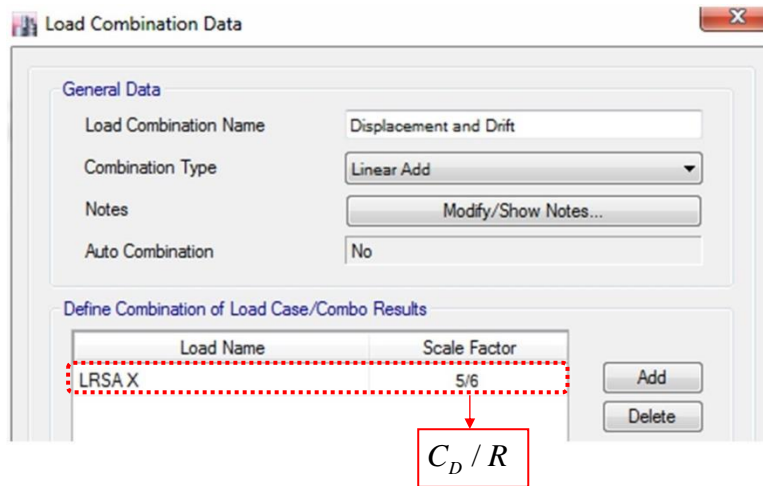 Load Combination Data
X
General Data
Load Combination Name Displacement and Drift
Combination Type Linear Add
Notes Modify/Show Notes...
Auto Combination No
Define Combination of Load Case/Combo Results
Load Name Scale Factor
LRSA X 5/6 Add
Delete
C_D / R